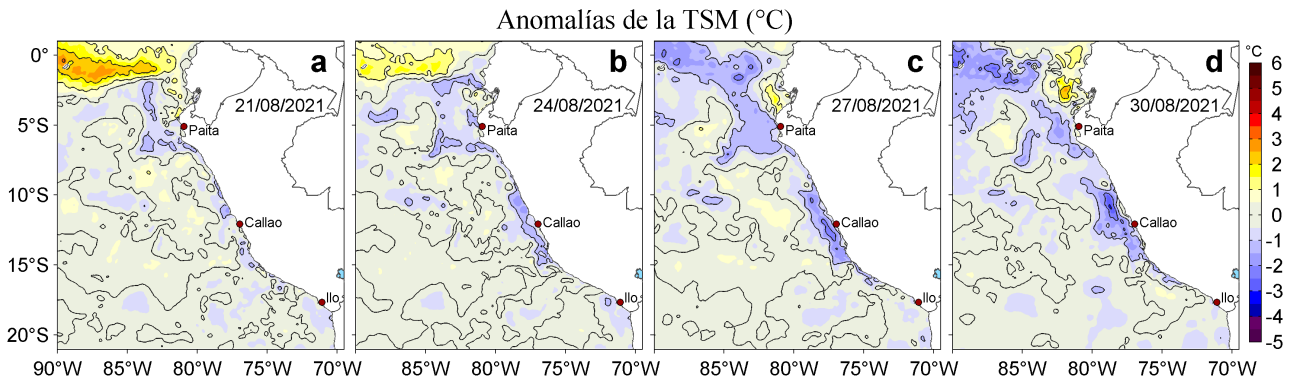 Anomalías de la TSM (°C)
a
b
c
d
°C
21/08/2021
24/08/2021
27/08/2021
30/08/2021
0°
5°S
10°S
15°S
20°S
Paita
Callao
Ilo
Paita
Callao
Ilo
Paita
Callao
Ilo
Paita
Callao
Ilo
90°W
85°W
80°W
75°W
70°W
85°W
80°W
75°W
70°W
85°W
80°W
75°W
70°W
85°W
80°W
75°W
70°W
6
5
4
3
2
1
0
-1
-2
-3
-4
-5